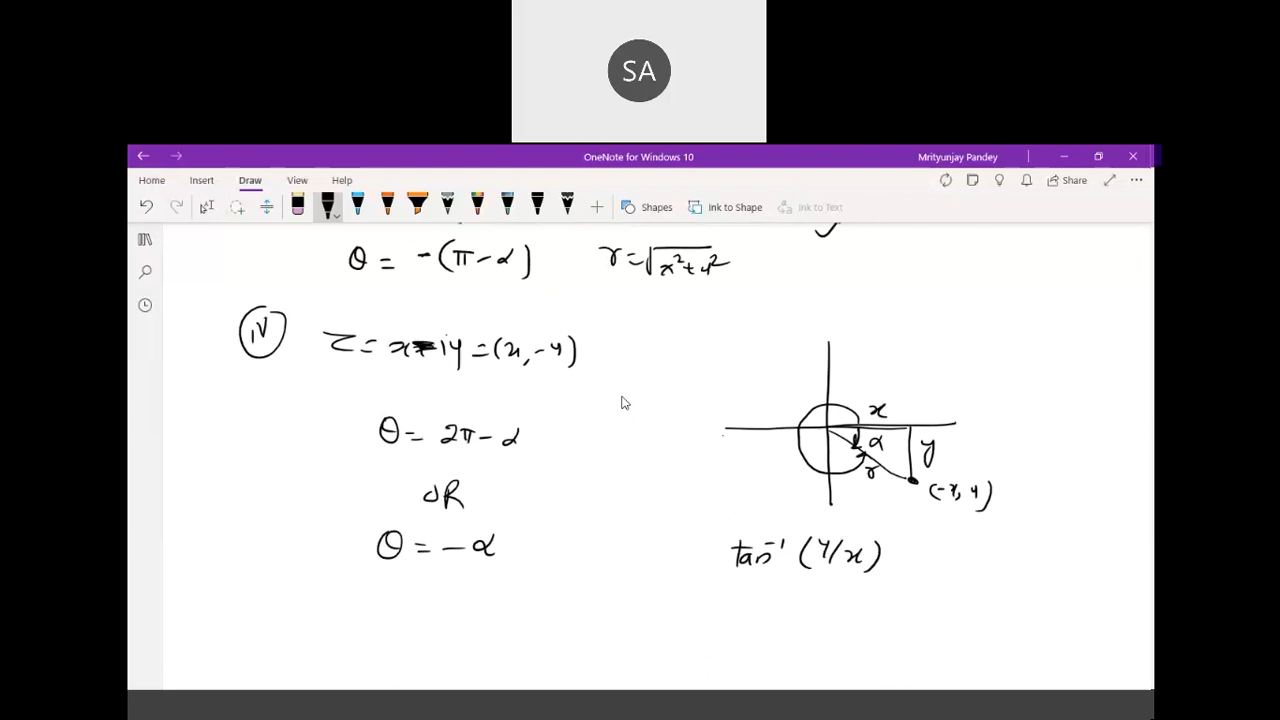 SA
OneNote for Windows 10
Mrityunjay Pandey
Home Insert Draw View Help
Share
Shapes Ink to Shape Ink to Text
θ = -(π-α) r=√x²+y²
IV z = x-iy = (x,-y)
x
θ = 2π-α
α y
r
(-x, y)
OR
θ = -α
tan⁻¹ (y/x)